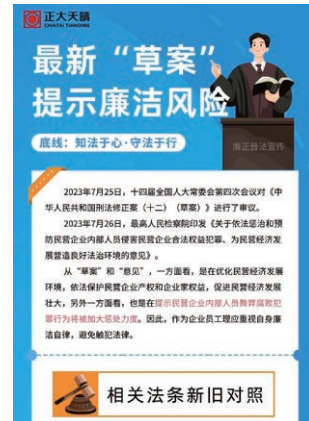 正大天晴
CHATAI TIANQING
最新“草案”
提示廉洁风险
底线：知法于心·守法于行
廉正普法宣传
2023年7月25日，十四届全国人大常委会第四次会议对《中
华人民共和国刑法修正案（十二）（草案）》进行了审议。
2023年7月26日，最高人民检察院印发《关于依法惩治和预
防民营企业内部人员侵害民营企业合法权益犯罪、为民营经济发
展营造良好法治环境的意见》。
从“草案”和“意见”，一方面看，是在优化民营经济发展
环境，依法保护民营企业产权和企业家权益，促进民营经济发展
壮大，另外一方面看，也是在提示民营企业内部人员舞弊腐败犯
罪行为将被加大惩处力度。因此，作为企业员工理应重视自身廉
洁自律，避免触犯法律。
相关法条新旧对照